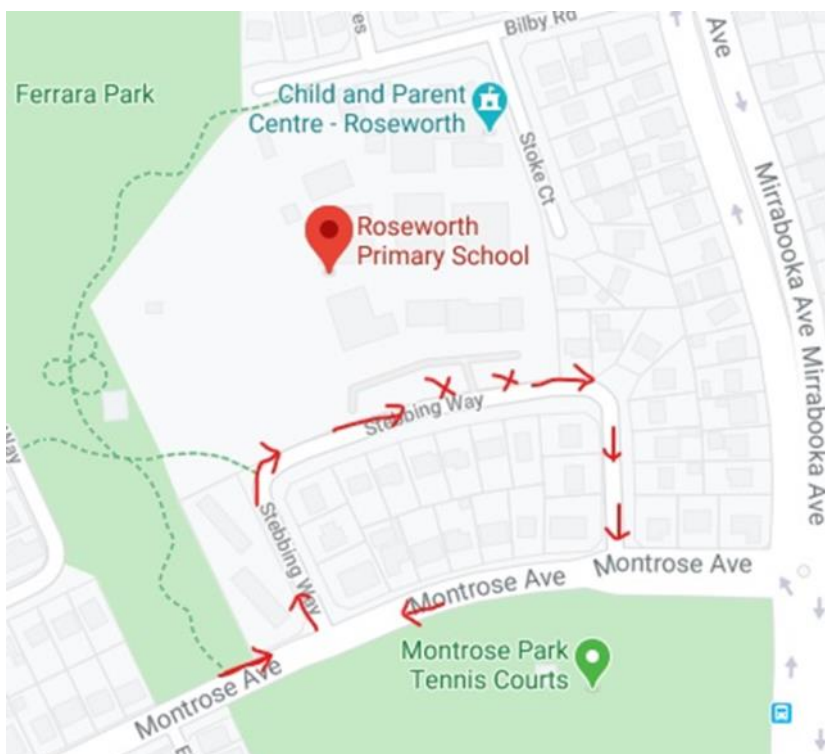 Bilby Rd
Ave
Ferrara Park
Child and Parent
Centre - Roseworth
Stoke Ct
Roseworth
Primary School
Mirrabooka Ave
Mirrabooka Ave
Stebbing Way
Stebbing Way
Way
Montrose Ave
Montrose Ave
Montrose Ave
Montrose Park
Tennis Courts